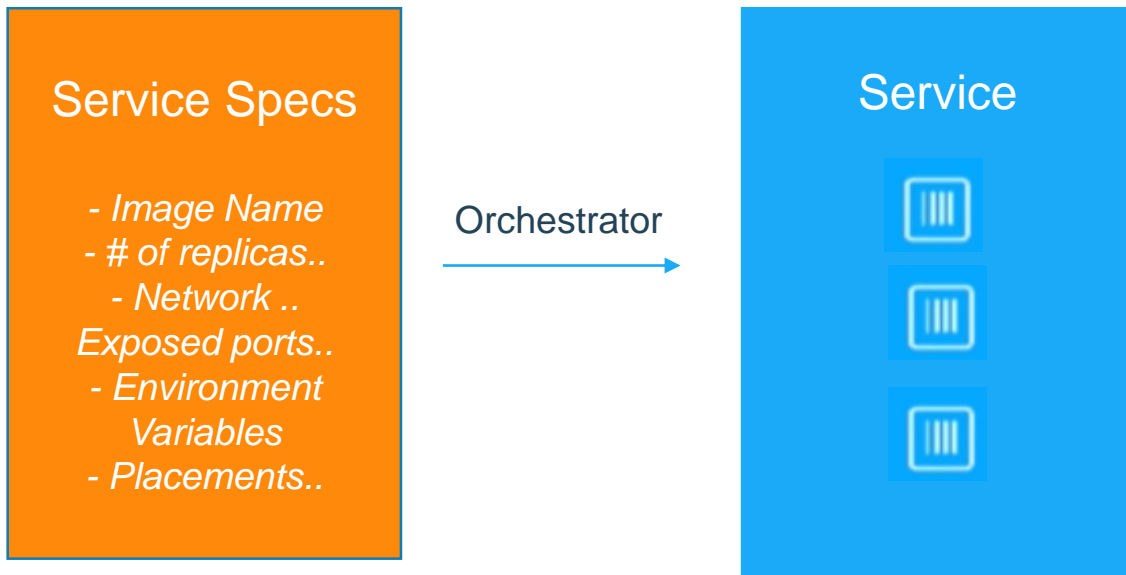 Service Specs
- Image Name
- # of replicas..
- Network ..
Exposed ports..
- Environment
Variables
- Placements..
Orchestrator
Service